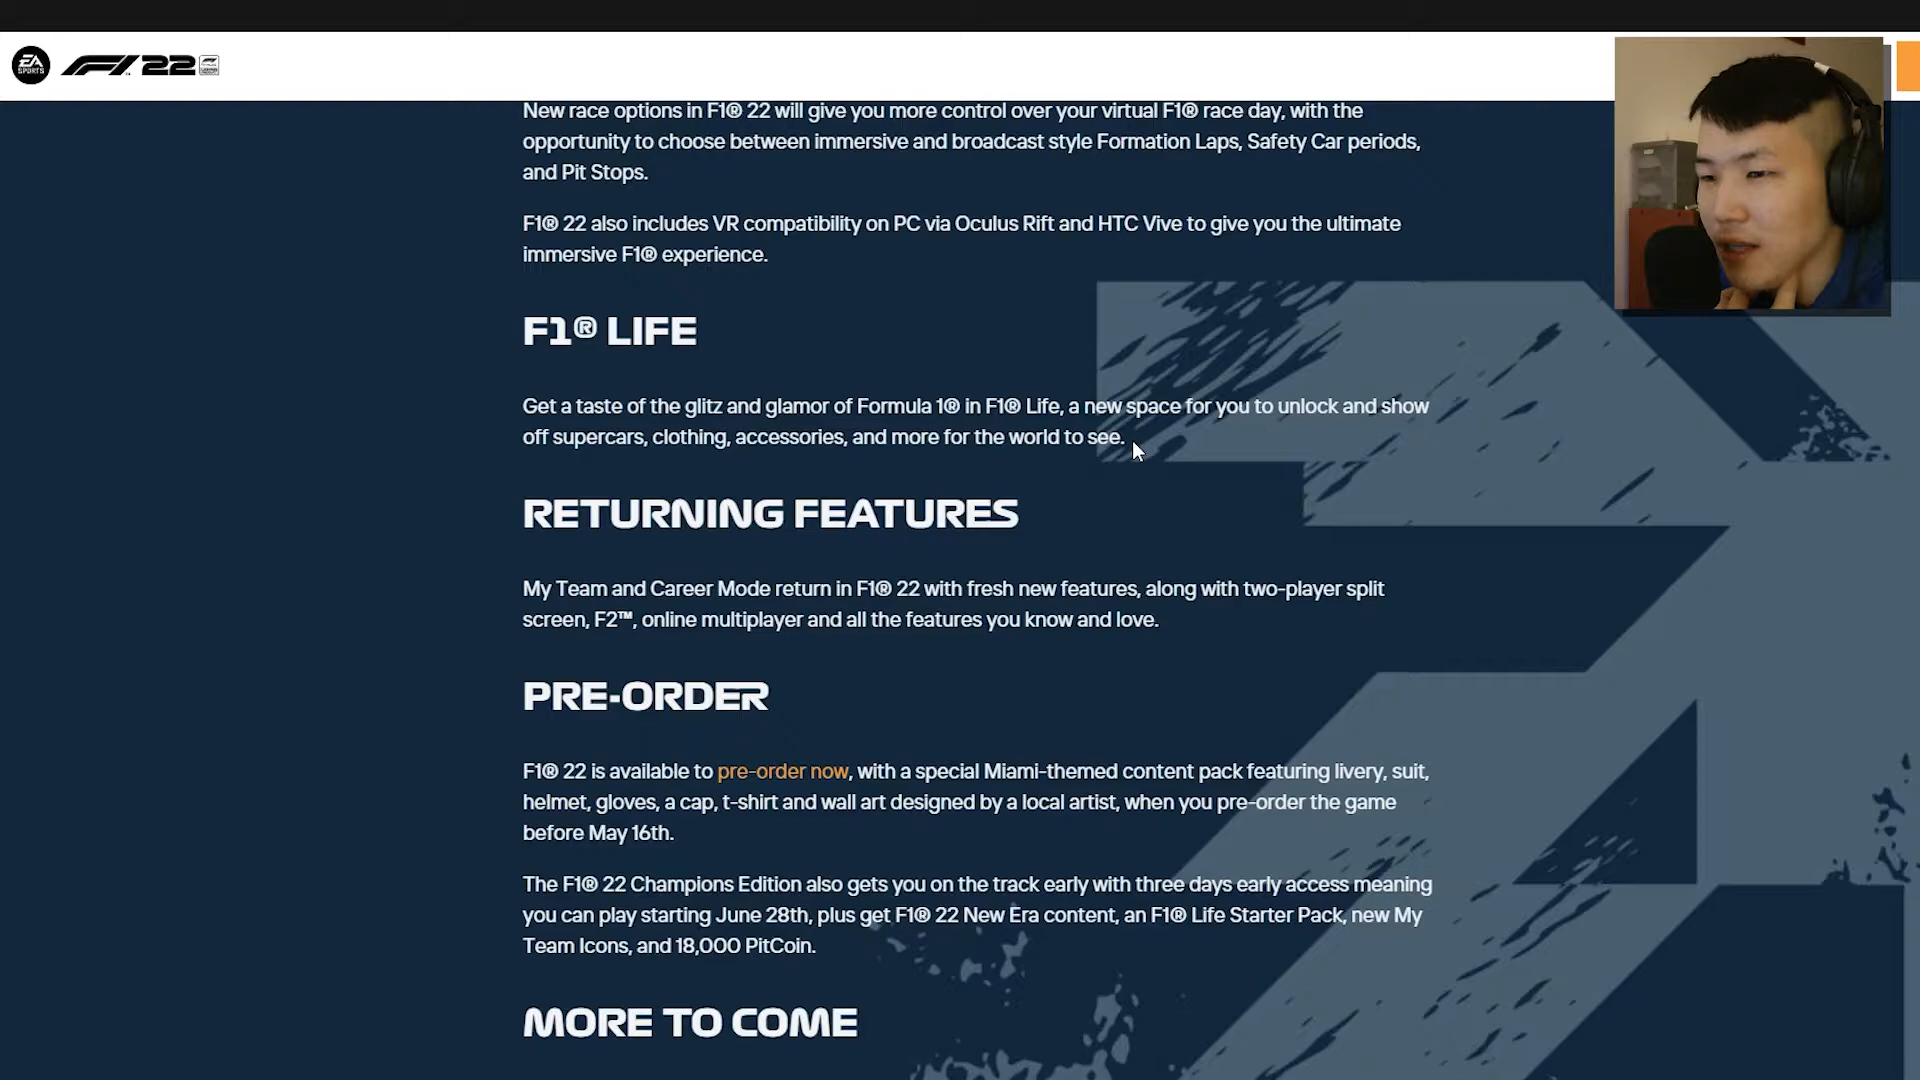 EA
SPORTS
F1 22
New race options in F1® 22 will give you more control over your virtual F1® race day, with the
opportunity to choose between immersive and broadcast style Formation Laps, Safety Car periods,
and Pit Stops.
F1® 22 also includes VR compatibility on PC via Oculus Rift and HTC Vive to give you the ultimate
immersive F1® experience.
F1® LIFE
Get a taste of the glitz and glamor of Formula 1® in F1® Life, a new space for you to unlock and show
off supercars, clothing, accessories, and more for the world to see.
RETURNING FEATURES
My Team and Career Mode return in F1® 22 with fresh new features, along with two-player split
screen, F2™, online multiplayer and all the features you know and love.
PRE-ORDER
F1® 22 is available to pre-order now, with a special Miami-themed content pack featuring livery, suit,
helmet, gloves, a cap, t-shirt and wall art designed by a local artist, when you pre-order the game
before May 16th.
The F1® 22 Champions Edition also gets you on the track early with three days early access meaning
you can play starting June 28th, plus get F1® 22 New Era content, an F1® Life Starter Pack, new My
Team Icons, and 18,000 PitCoin.
MORE TO COME